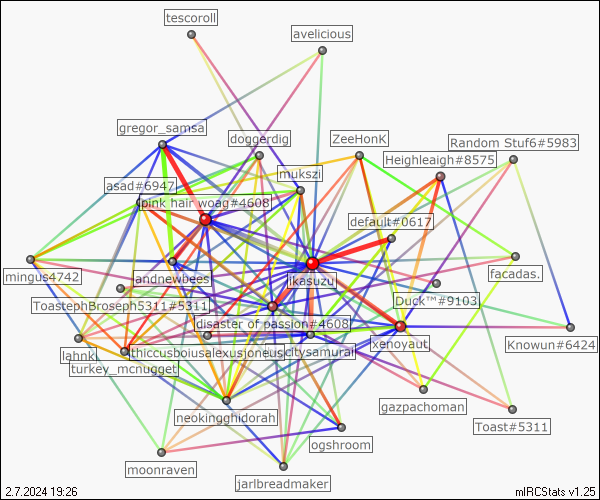 tescoroll
avelicious
gregor_samsa
doggerdig
ZeeHonK
Random Stuf6#5983
Heighleigh#8575
mukszi
asad#6947
pink hair woag#4608
default#0617
mingus4742
andnewbees
ikasuzu
facadas.
ToastephBroseph5311#5311
Duck™#9103
disaster of passion#4608
lahnk
thiccusboiusalexusjoneus
citysamurai
xenoyaut
Knowun#6424
turkey_mcnugget
neokingghidorah
gazpachoman
Toast#5311
ogshroom
moonraven
jarlbreadmaker
2.7.2024 19:26
mIRCStats v1.25